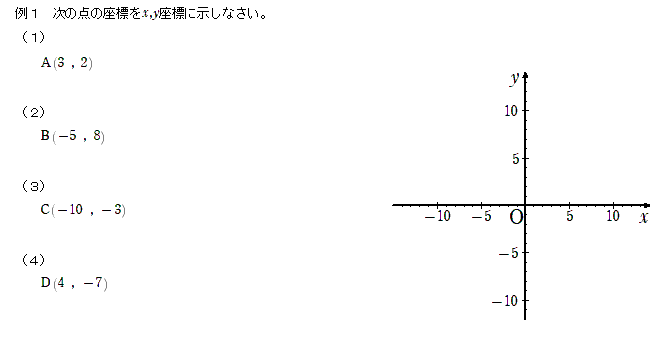 例１　次の点の座標をx,y座標に示しなさい。
（１）
A(3 , 2)
（２）
B(−5 , 8)
（３）
C(−10 , −3)
（４）
D(4 , −7)
y
10
5
−10 −5 O 5 10 x
−5
−10